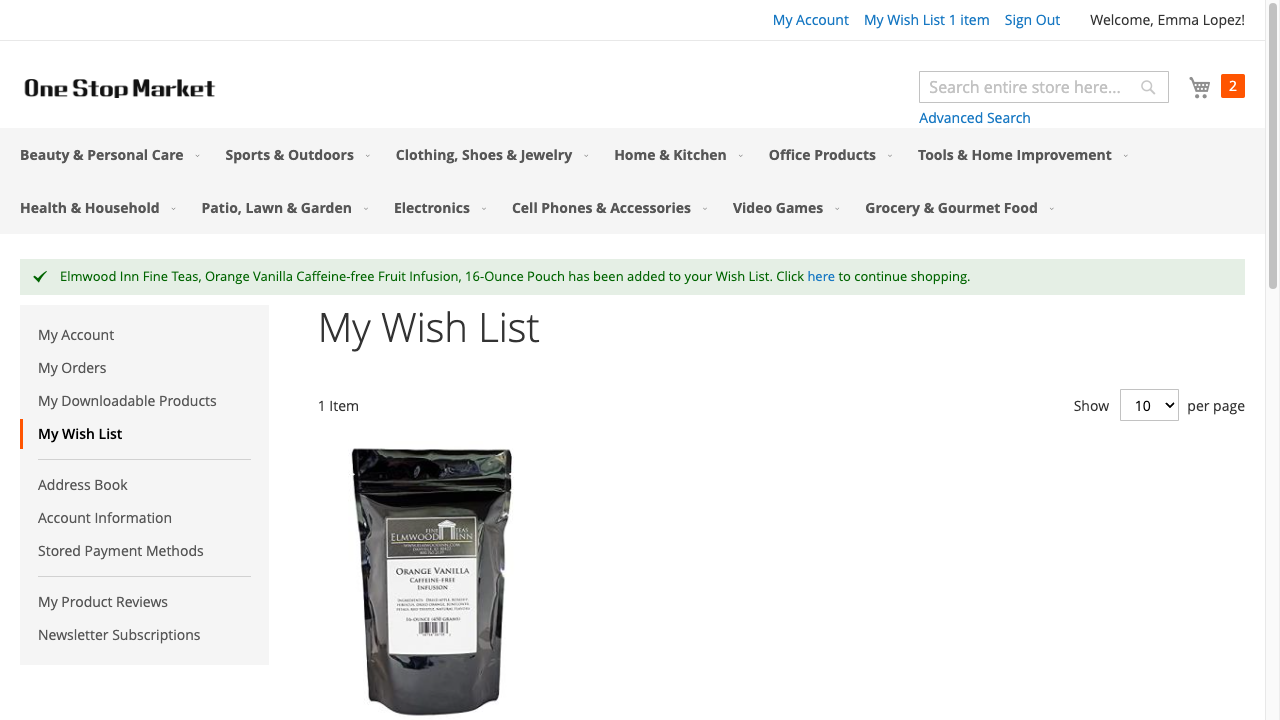 My Account My Wish List 1 item Sign Out Welcome, Emma Lopez!
One Stop Market
Search entire store here...
2
Advanced Search
Beauty & Personal Care Sports & Outdoors Clothing, Shoes & Jewelry Home & Kitchen Office Products Tools & Home Improvement
Health & Household Patio, Lawn & Garden Electronics Cell Phones & Accessories Video Games Grocery & Gourmet Food
Elmwood Inn Fine Teas, Orange Vanilla Caffeine-free Fruit Infusion, 16-Ounce Pouch has been added to your Wish List. Click here to continue shopping.
My Account
My Orders
My Downloadable Products
My Wish List
Address Book
Account Information
Stored Payment Methods
My Product Reviews
Newsletter Subscriptions
My Wish List
1 Item
Show 10 per page
FINE TEAS
ELMWOOD INN
ORANGE VANILLA
CAFFEINE-FREE
INFUSION